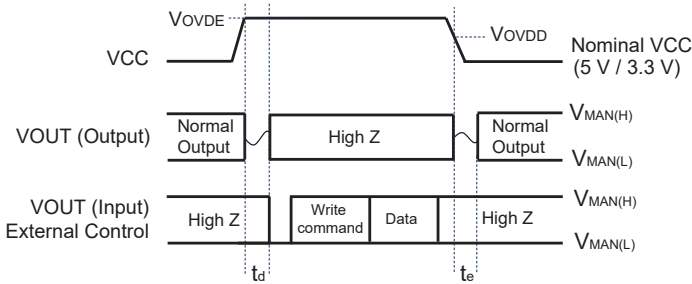 VOVDE
VOVDD
VCC
Nominal VCC
(5 V / 3.3 V)
VOUT (Output)
Normal
Output
High Z
Normal
Output
VMAN(H)
VMAN(L)
VOUT (Input)
External Control
High Z
Write
command
Data
High Z
VMAN(H)
VMAN(L)
td
te